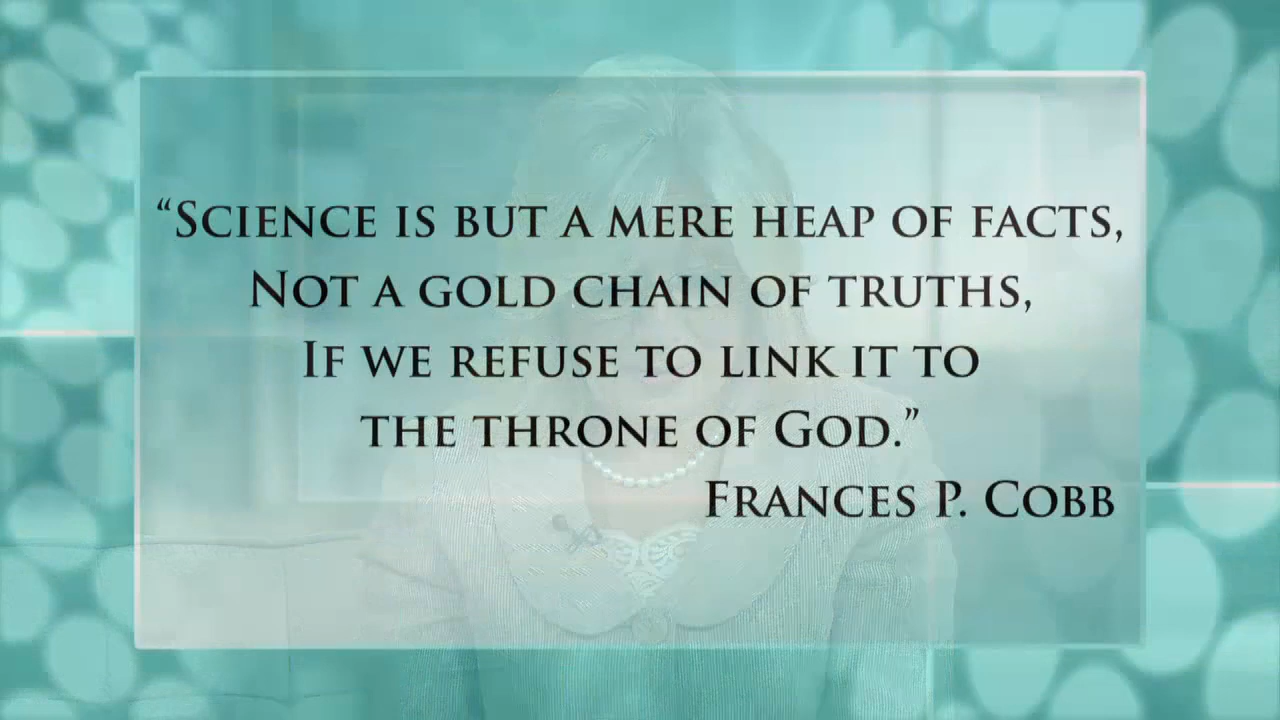 “Science is but a mere heap of facts,
Not a gold chain of truths,
If we refuse to link it to
the throne of God.”
Frances P. Cobb